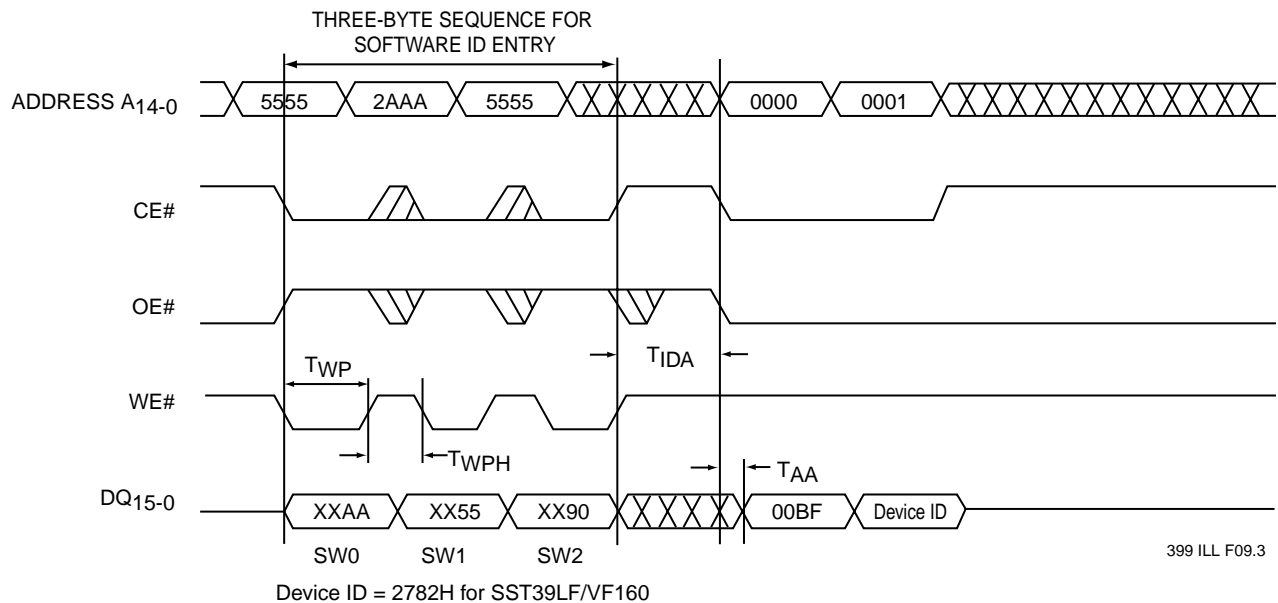 THREE-BYTE SEQUENCE FOR
SOFTWARE ID ENTRY
ADDRESS A14-0
5555 2AAA 5555 0000 0001
CE#
OE#
TWP
TIDA
WE#
TWPH
TAA
DQ15-0
XXAA XX55 XX90 00BF Device ID
SW0 SW1 SW2
399 ILL F09.3
Device ID = 2782H for SST39LF/VF160